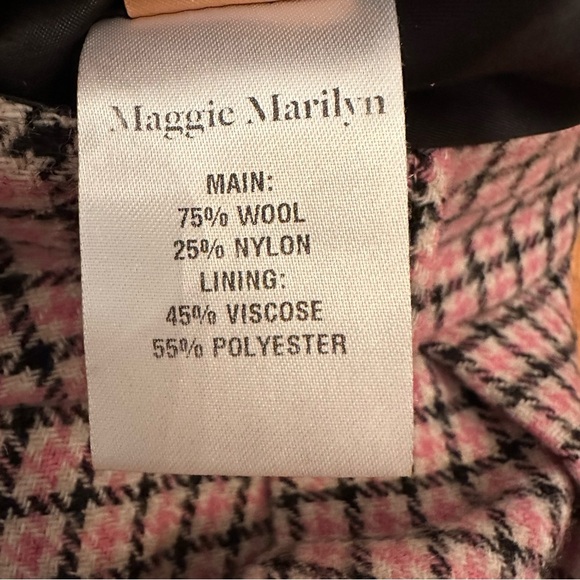 Maggie Marilyn
MAIN:
75% WOOL
25% NYLON
LINING:
45% VISCOSE
55% POLYESTER